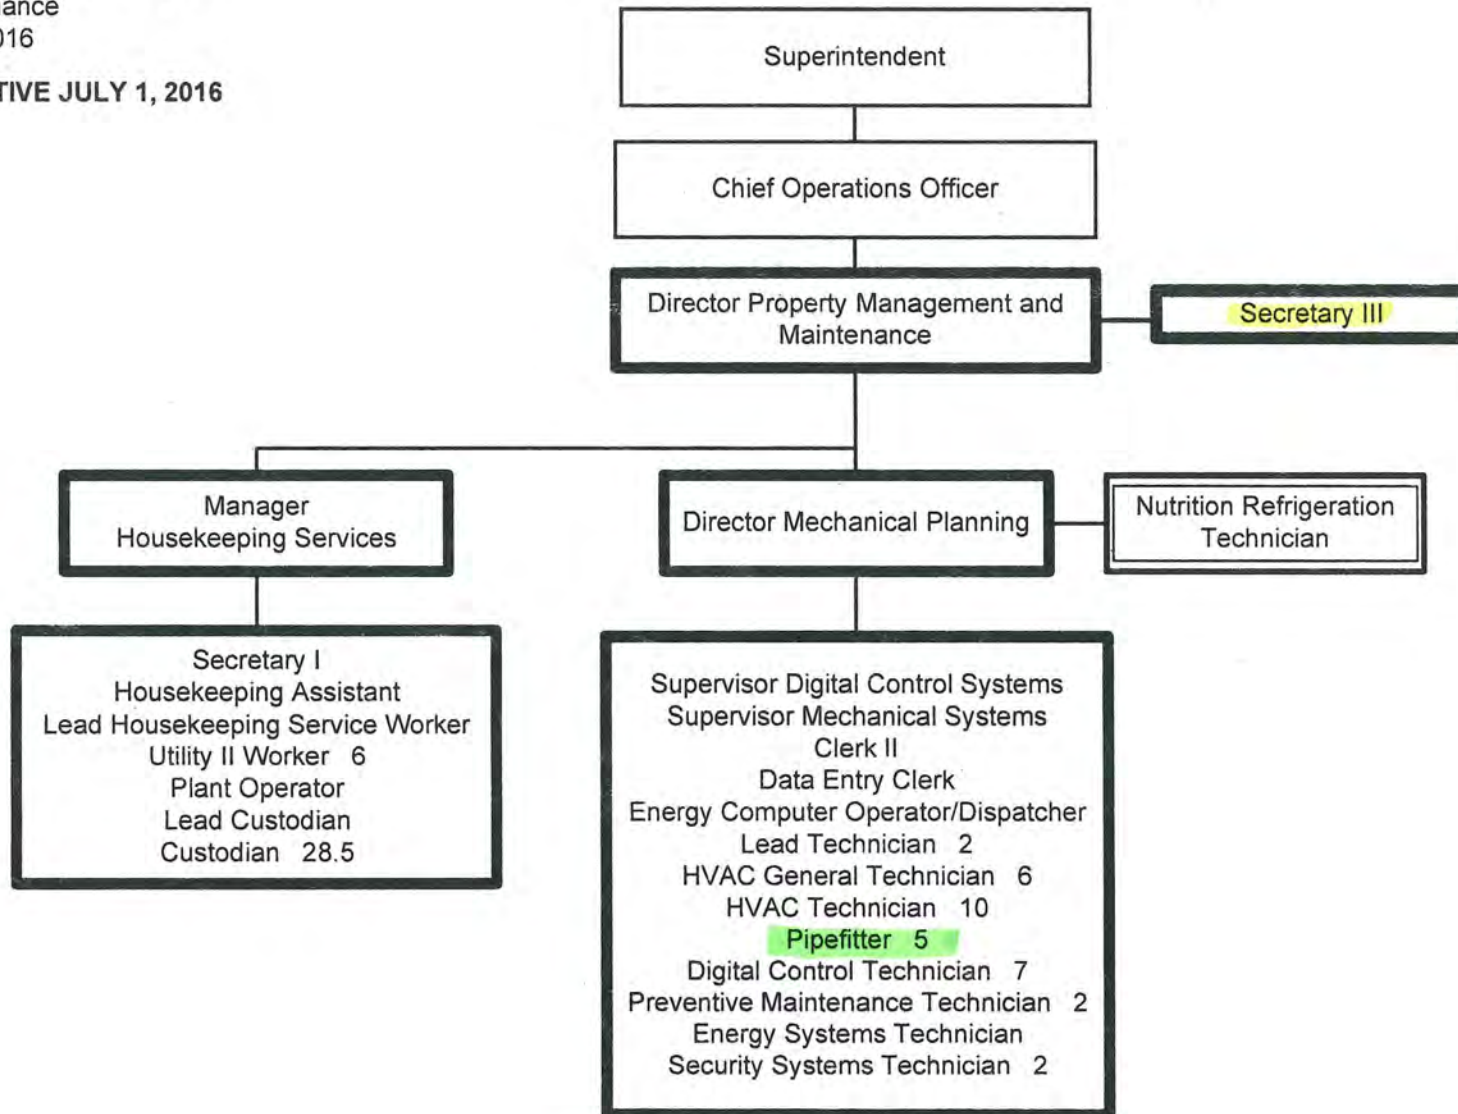 2016
EFFECTIVE JULY 1, 2016
Superintendent
Chief Operations Officer
Director Property Management and
Maintenance
Secretary III
Manager
Housekeeping Services
Director Mechanical Planning
Nutrition Refrigeration
Technician
Secretary I
Housekeeping Assistant
Lead Housekeeping Service Worker
Utility II Worker 6
Plant Operator
Lead Custodian
Custodian 28.5
Supervisor Digital Control Systems
Supervisor Mechanical Systems
Clerk II
Data Entry Clerk
Energy Computer Operator/Dispatcher
Lead Technician 2
HVAC General Technician 6
HVAC Technician 10
Pipefitter 5
Digital Control Technician 7
Preventive Maintenance Technician 2
Energy Systems Technician
Security Systems Technician 2